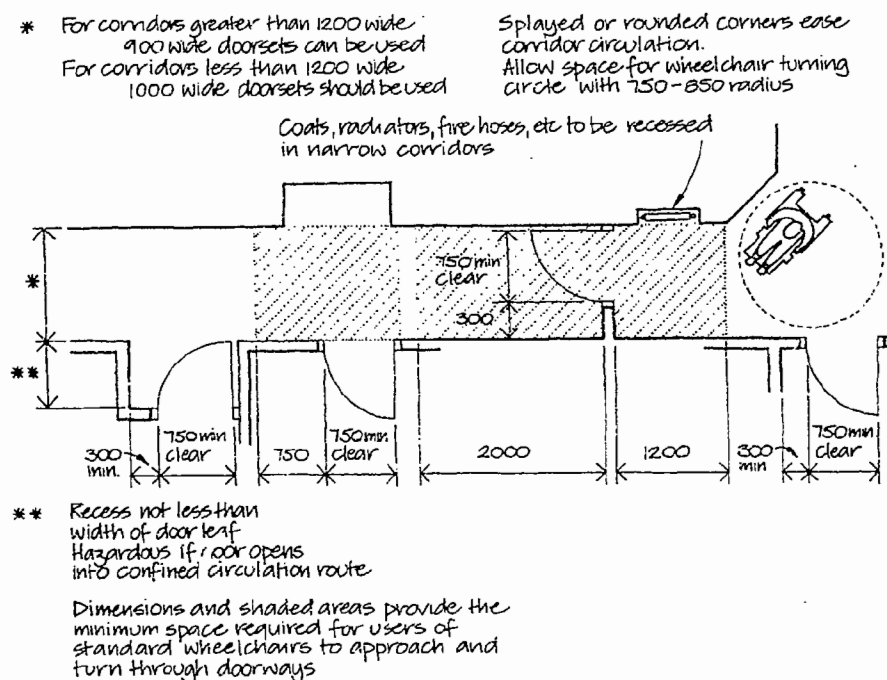 * For corridors greater than 1200 wide
900 wide doorsets can be used
For corridors less than 1200 wide
1000 wide doorsets should be used
Splayed or rounded corners ease
corridor circulation.
Allow space for wheelchair turning
circle with 750-850 radius
Coats, radiators, fire hoses, etc to be recessed
in narrow corridors
*
750 min
clear
300
**
300
min.
750 min
clear
750
750 min
clear
2000
1200
300
min
750 min
clear
** Recess not less than
width of door leaf
Hazardous if door opens
into confined circulation route
Dimensions and shaded areas provide the
minimum space required for users of
standard wheelchairs to approach and
turn through doorways